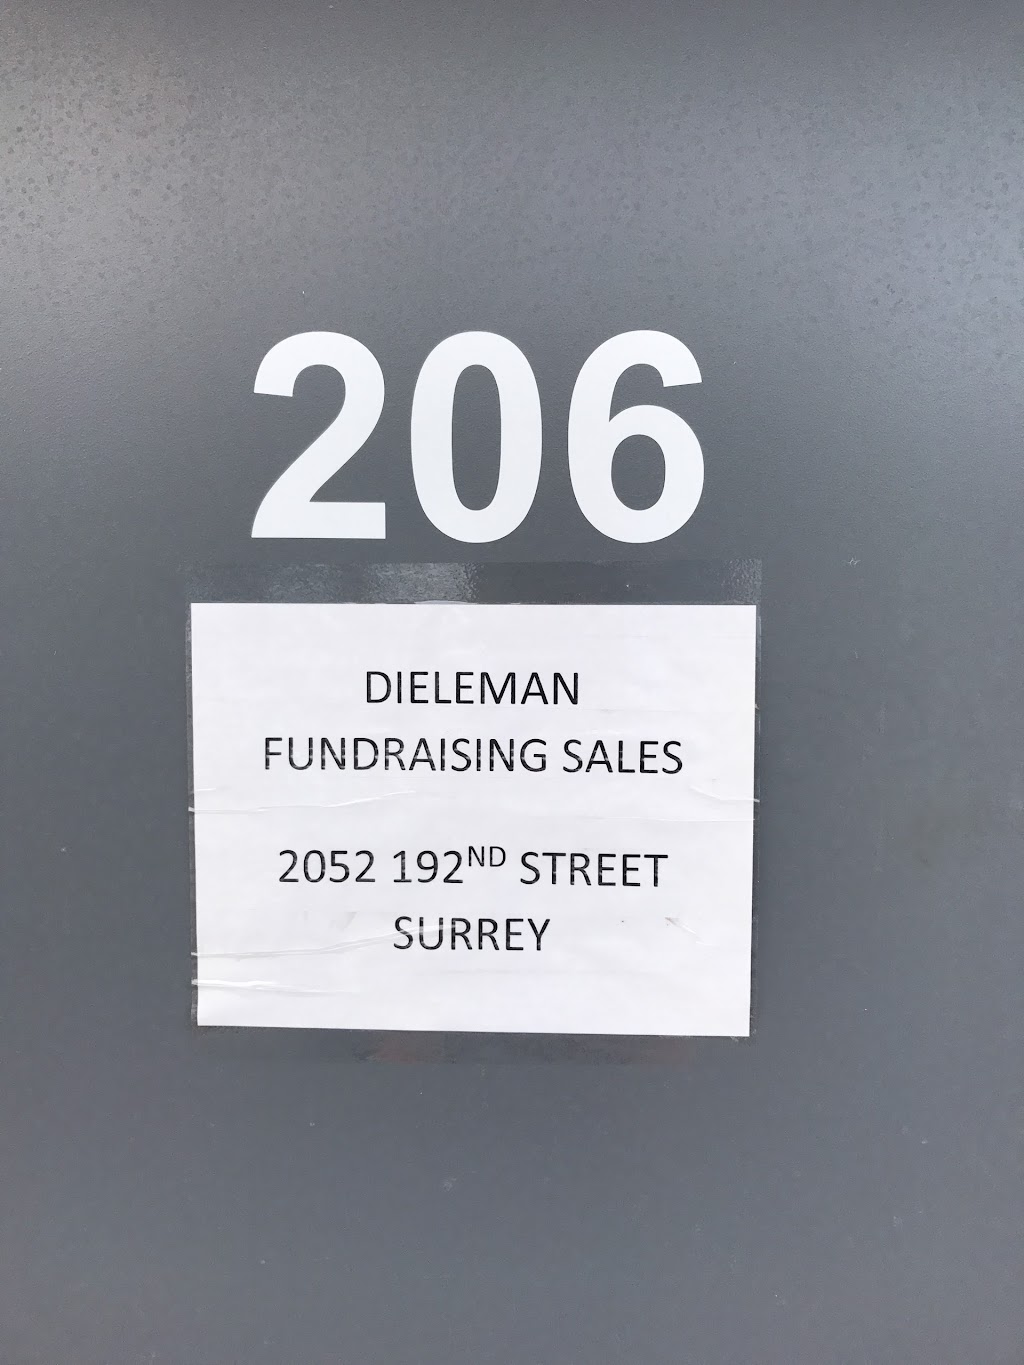 206
DIELEMAN
FUNDRAISING SALES
2052 192ND STREET
SURREY